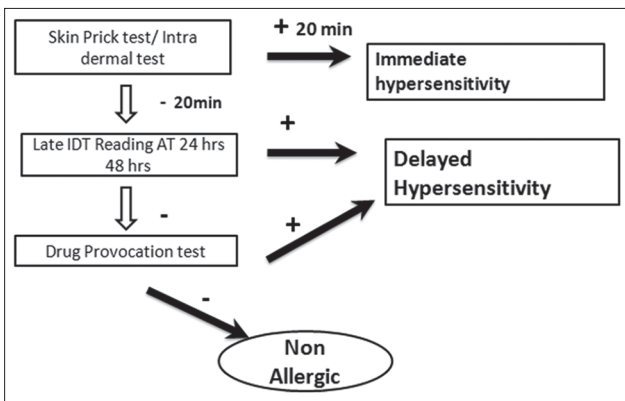 Skin Prick test/ Intra
dermal test
+ 20 min
Immediate
hypersensitivity
- 20min
Late IDT Reading AT 24 hrs
48 hrs
+
Delayed
Hypersensitivity
-
Drug Provocation test
+
-
Non
Allergic